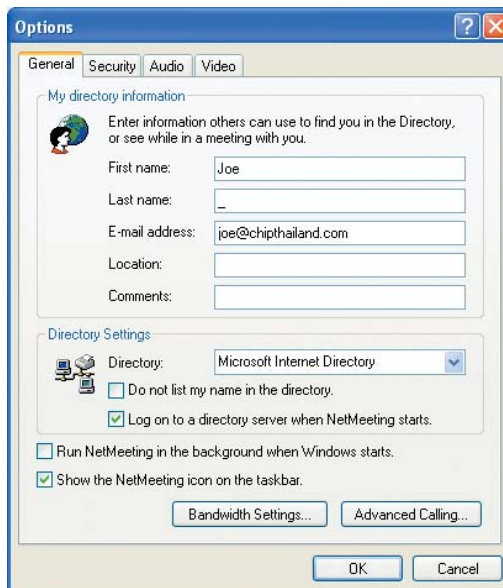 Options
General Security Audio Video
My directory information
Enter information others can use to find you in the Directory,
or see while in a meeting with you.
First name: Joe
Last name: _
E-mail address: joe@chipthailand.com
Location:
Comments:
Directory Settings
Directory: Microsoft Internet Directory
Do not list my name in the directory.
Log on to a directory server when NetMeeting starts.
Run NetMeeting in the background when Windows starts.
Show the NetMeeting icon on the taskbar.
Bandwidth Settings... Advanced Calling...
OK Cancel